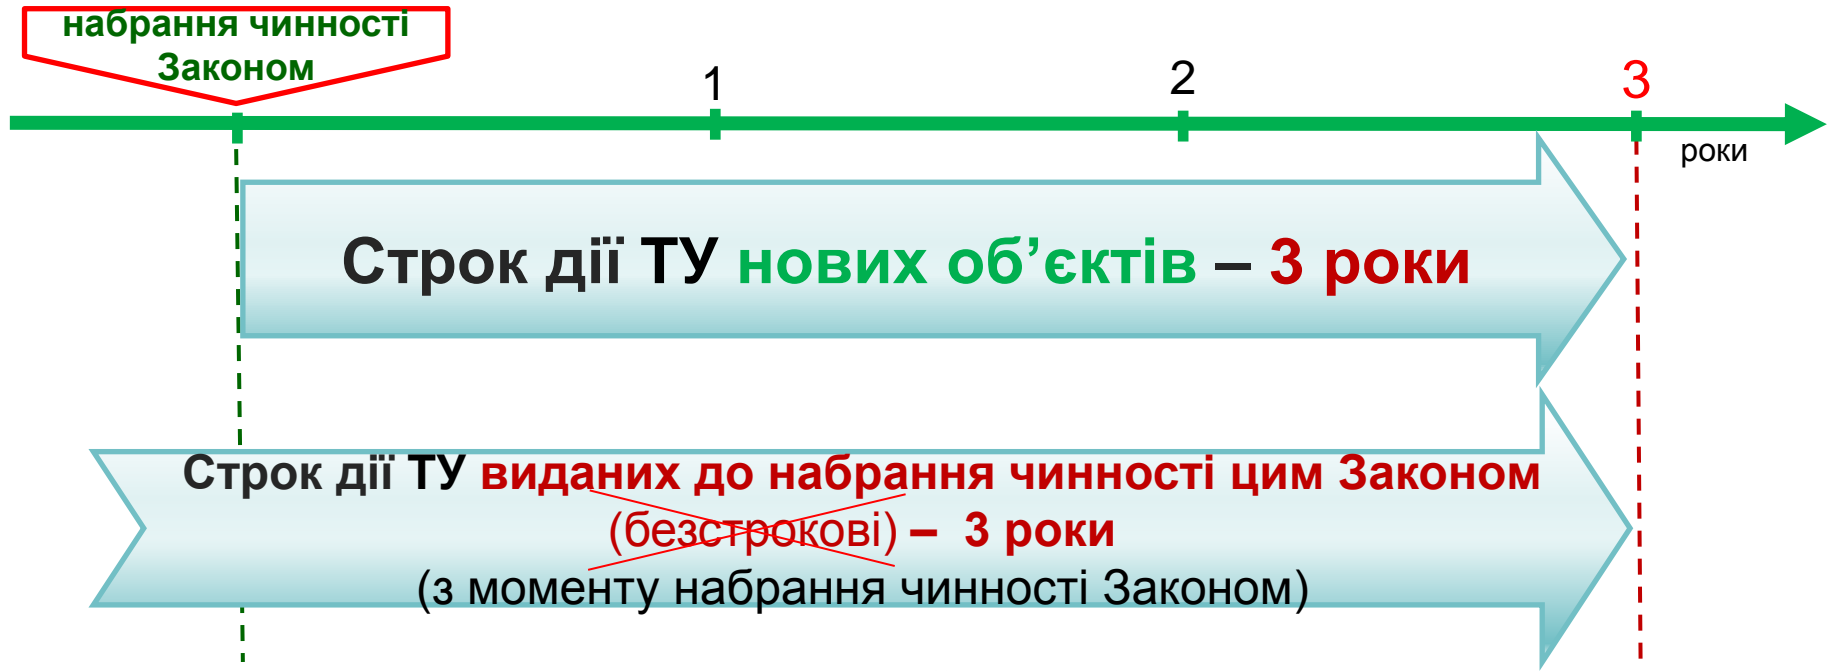 набрання чинності
Законом
1
2
3
роки
Строк дії ТУ нових об’єктів – 3 роки
Строк дії ТУ виданих до набрання чинності цим Законом
(безстрокові) – 3 роки
(з моменту набрання чинності Законом)